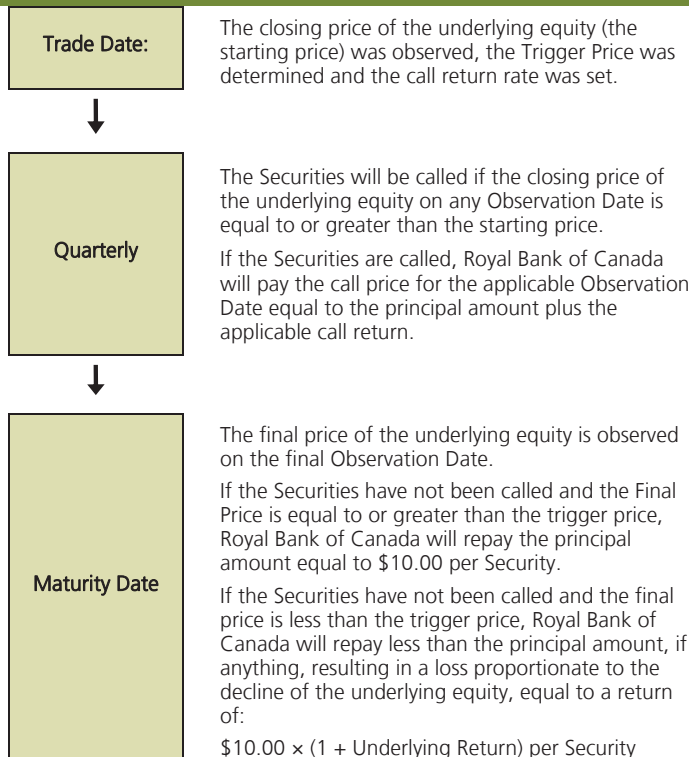 Trade Date:
The closing price of the underlying equity (the
starting price) was observed, the Trigger Price was
determined and the call return rate was set.
Quarterly
The Securities will be called if the closing price of
the underlying equity on any Observation Date is
equal to or greater than the starting price.
If the Securities are called, Royal Bank of Canada
will pay the call price for the applicable Observation
Date equal to the principal amount plus the
applicable call return.
Maturity Date
The final price of the underlying equity is observed
on the final Observation Date.
If the Securities have not been called and the Final
Price is equal to or greater than the trigger price,
Royal Bank of Canada will repay the principal
amount equal to $10.00 per Security.
If the Securities have not been called and the final
price is less than the trigger price, Royal Bank of
Canada will repay less than the principal amount, if
anything, resulting in a loss proportionate to the
decline of the underlying equity, equal to a return
of:
$10.00 × (1 + Underlying Return) per Security